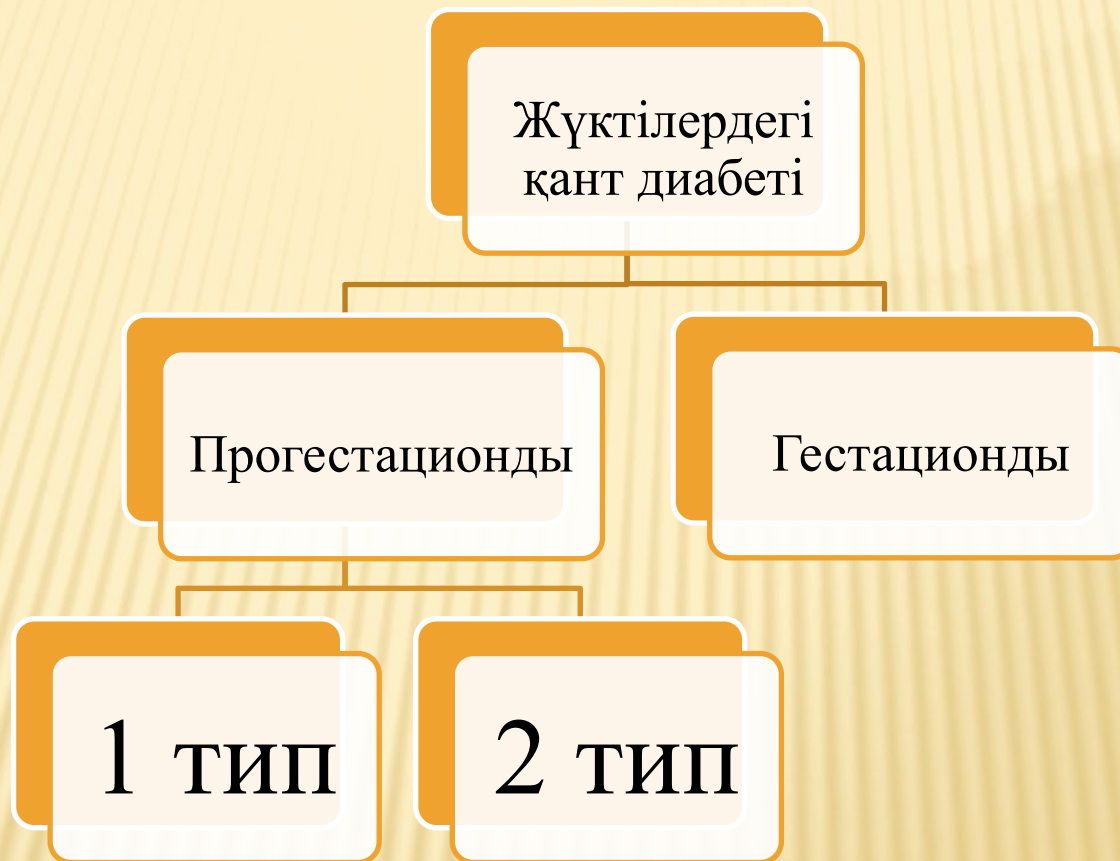 Жүктілердегі
қант диабеті
Прогестационды
Гестационды
1 тип
2 тип